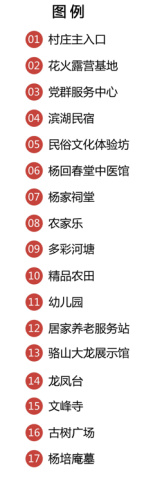 图例
01 村庄主入口
02 花火露营基地
03 党群服务中心
04 滨湖民宿
05 民俗文化体验坊
06 杨回春堂中医馆
07 杨家祠堂
08 农家乐
09 多彩河塘
10 精品农田
11 幼儿园
12 居家养老服务站
13 骆山大龙展示馆
14 龙凤台
15 文峰寺
16 古树广场
17 杨培庵墓